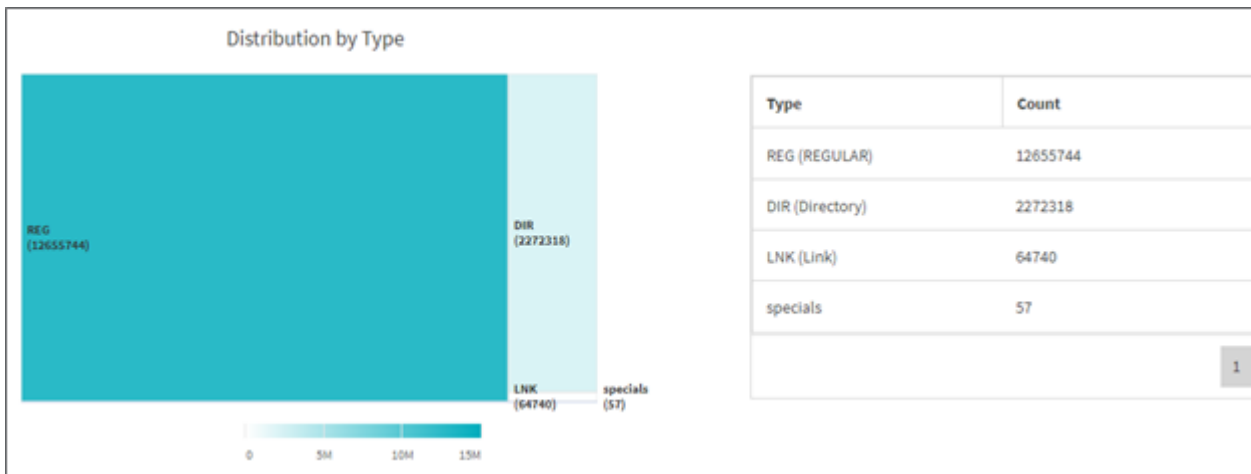 Distribution by Type
REG
(12655744)
DIR
(2272318)
LNK
(64740)
specials
(57)
0 5M 10M 15M
Type Count
REG (REGULAR) 12655744
DIR (Directory) 2272318
LNK (Link) 64740
specials 57
1